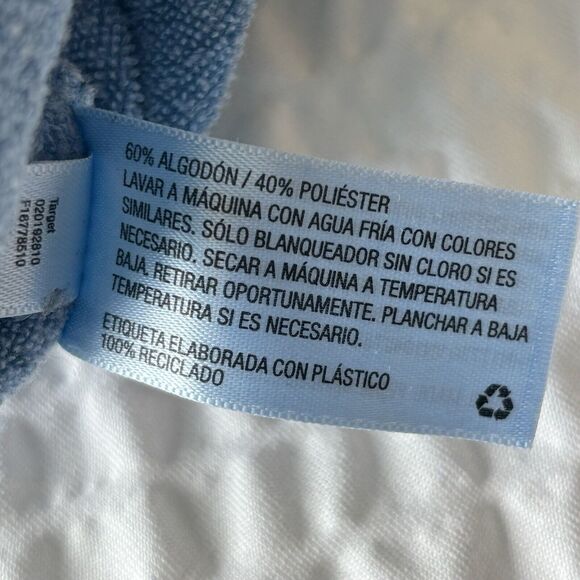 60% ALGODÓN / 40% POLIÉSTER
LAVAR A MÁQUINA CON AGUA FRÍA CON COLORES
SIMILARES. SÓLO BLANQUEADOR SIN CLORO SI ES
NECESARIO. SECAR A MÁQUINA A TEMPERATURA
BAJA. RETIRAR OPORTUNAMENTE. PLANCHAR A BAJA
TEMPERATURA SI ES NECESARIO.
ETIQUETA ELABORADA CON PLÁSTICO
100% RECICLADO
Target
020192810